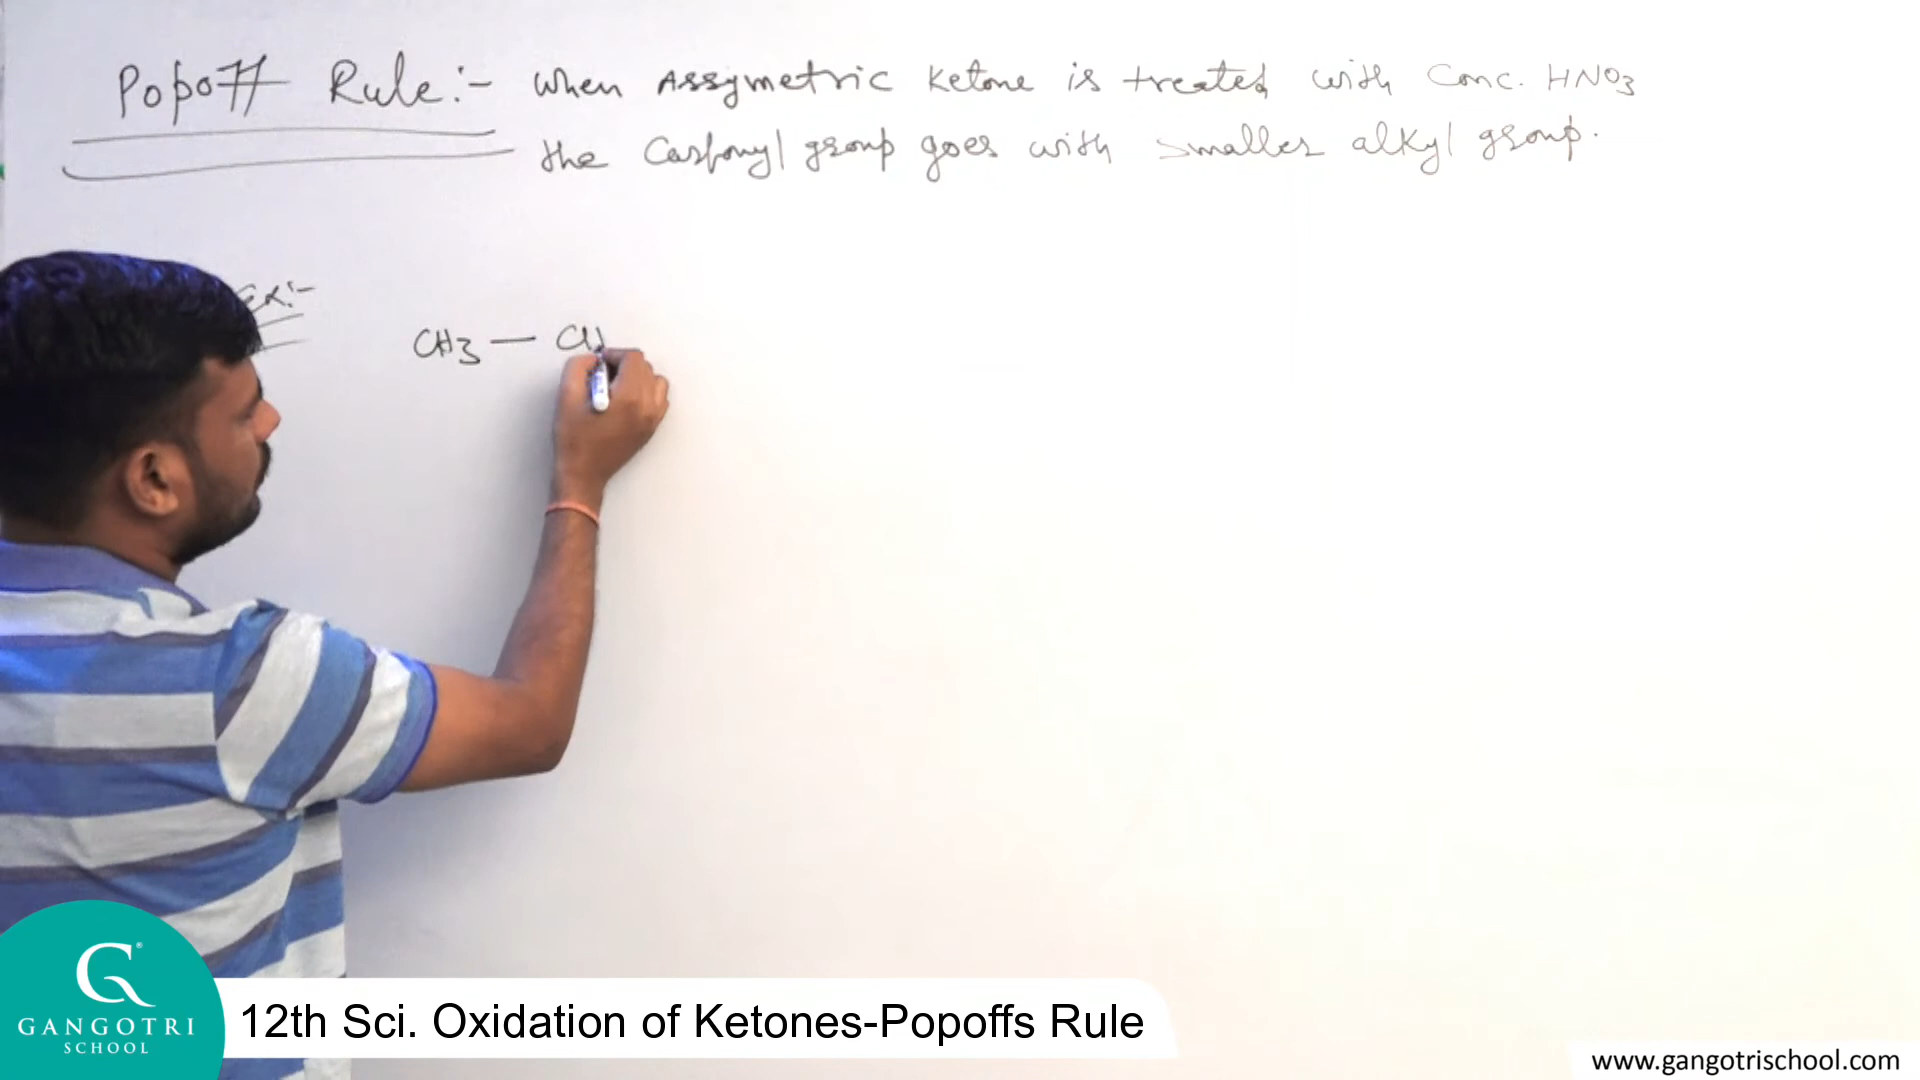 Popoff Rule:- when Assymetric Ketone is treated with Conc. HNO3
the Carbonyl group goes with smaller alkyl group.
Ex:-
CH3 — CH
G®
GANGOTRI
SCHOOL
12th Sci. Oxidation of Ketones-Popoffs Rule
www.gangotrischool.com